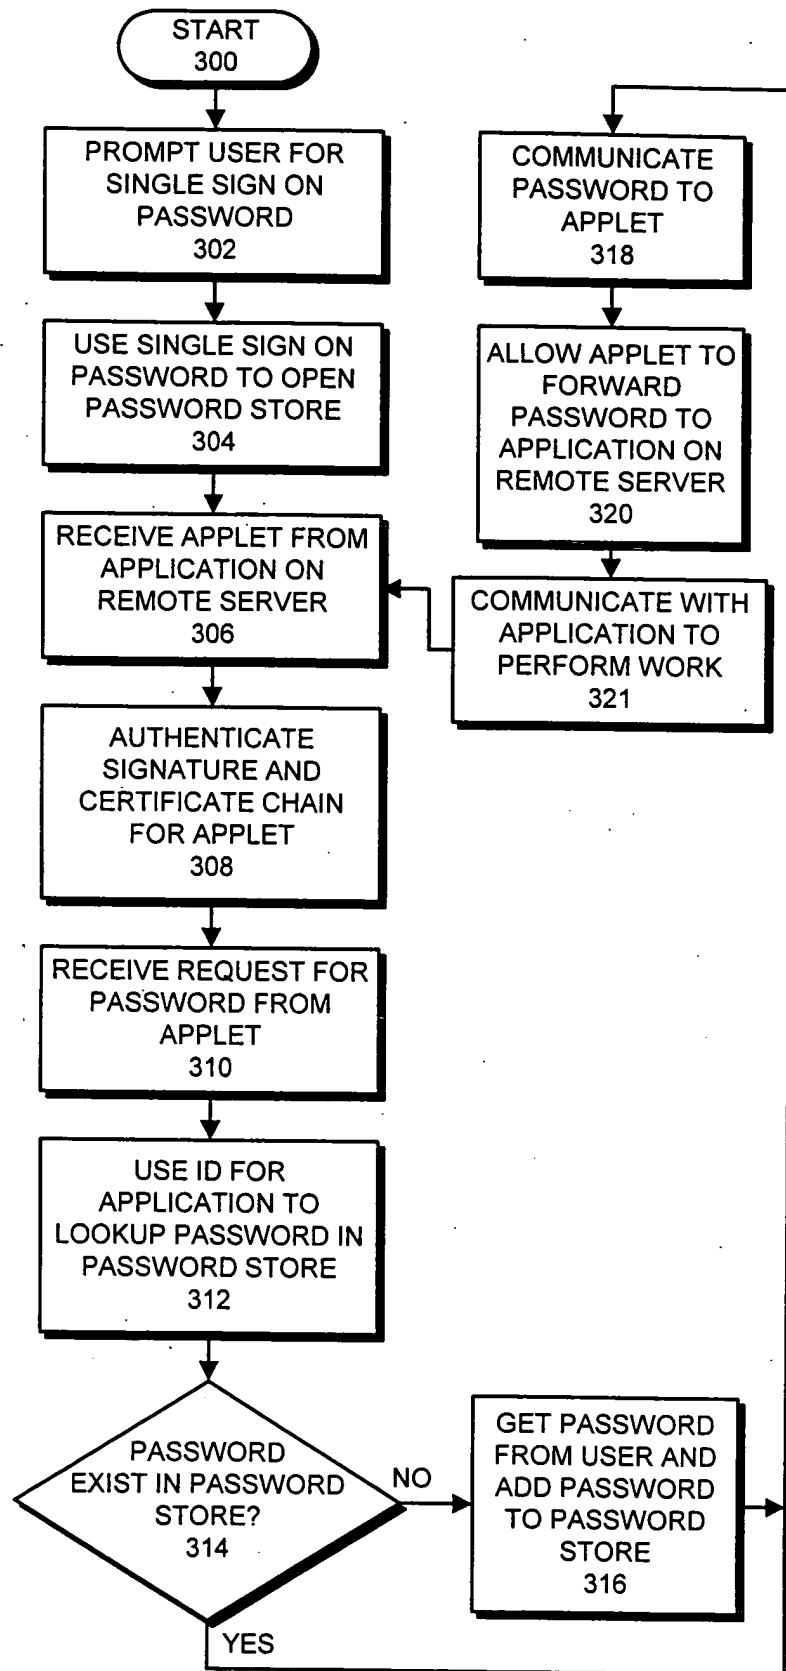 START
300
PROMPT USER FOR
SINGLE SIGN ON
PASSWORD
302
USE SINGLE SIGN ON
PASSWORD TO OPEN
PASSWORD STORE
304
RECEIVE APPLET FROM
APPLICATION ON
REMOTE SERVER
306
AUTHENTICATE
SIGNATURE AND
CERTIFICATE CHAIN
FOR APPLET
308
RECEIVE REQUEST FOR
PASSWORD FROM
APPLET
310
USE ID FOR
APPLICATION TO
LOOKUP PASSWORD IN
PASSWORD STORE
312
PASSWORD
EXIST IN PASSWORD
STORE?
314
NO
YES
GET PASSWORD
FROM USER AND
ADD PASSWORD
TO PASSWORD
STORE
316
COMMUNICATE
PASSWORD TO
APPLET
318
ALLOW APPLET TO
FORWARD
PASSWORD TO
APPLICATION ON
REMOTE SERVER
320
COMMUNICATE WITH
APPLICATION TO
PERFORM WORK
321